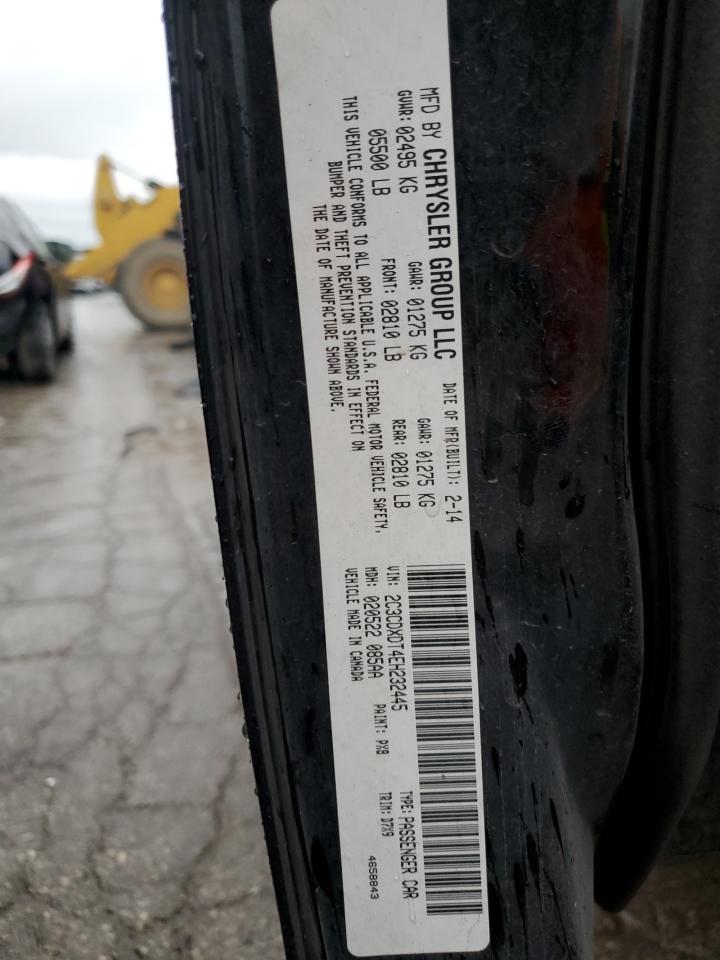 MFD BY CHRYSLER GROUP LLC DATE OF MFR(BUILT): 2-14
GVWR: 02495 KG GAWR: 01275 KG GAWR: 01275 KG
05500 LB FRONT: 02810 LB REAR: 02810 LB
THIS VEHICLE CONFORMS TO ALL APPLICABLE U.S.A. FEDERAL MOTOR VEHICLE SAFETY,
BUMPER AND THEFT PREVENTION STANDARDS IN EFFECT ON
THE DATE OF MANUFACTURE SHOWN ABOVE.
VIN: 2C3CDXDT4EH232445 TYPE: PASSENGER CAR
MDH: 020522 085AA PAINT: PX8 TRIM: D7X9
VEHICLE MADE IN CANADA
4658843